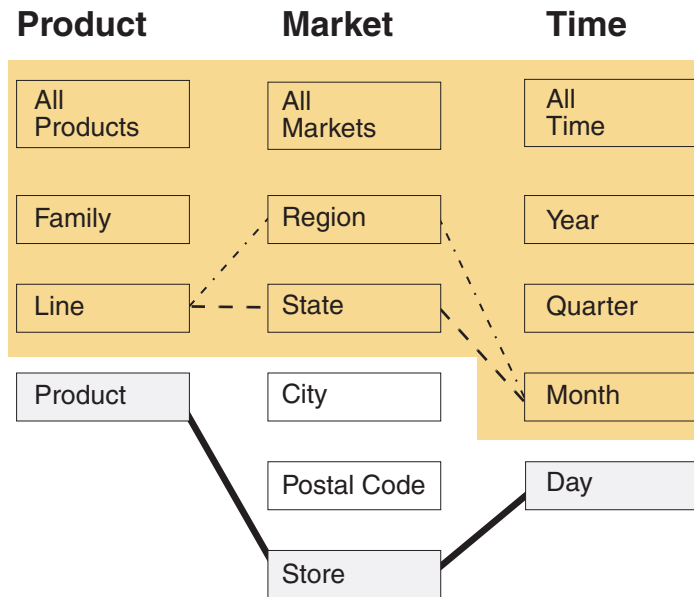 Product Market Time
All
Products
All
Markets
All
Time
Family Region Year
Line State Quarter
Product City Month
Postal Code Day
Store